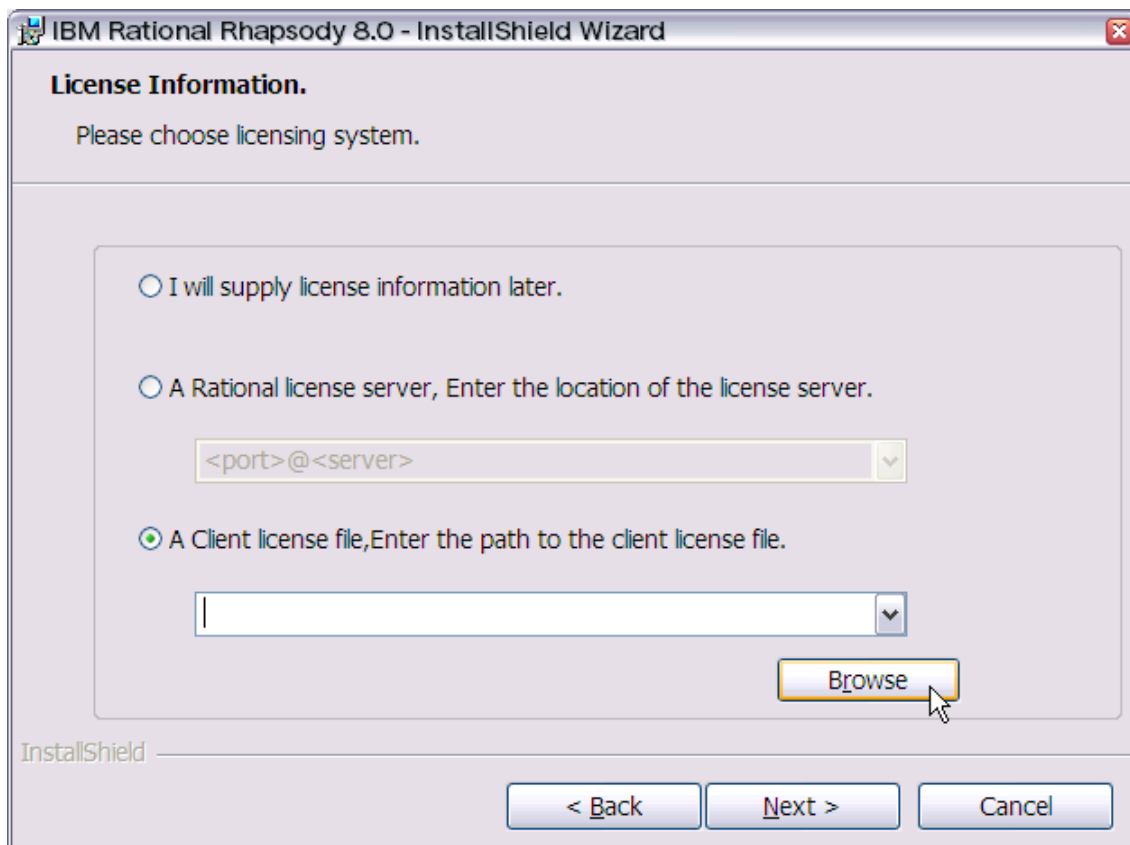 IBM Rational Rhapsody 8.0 - InstallShield Wizard
License Information.
Please choose licensing system.
I will supply license information later.
A Rational license server, Enter the location of the license server.
<port>@<server>
A Client license file,Enter the path to the client license file.
Browse
InstallShield
< Back Next > Cancel